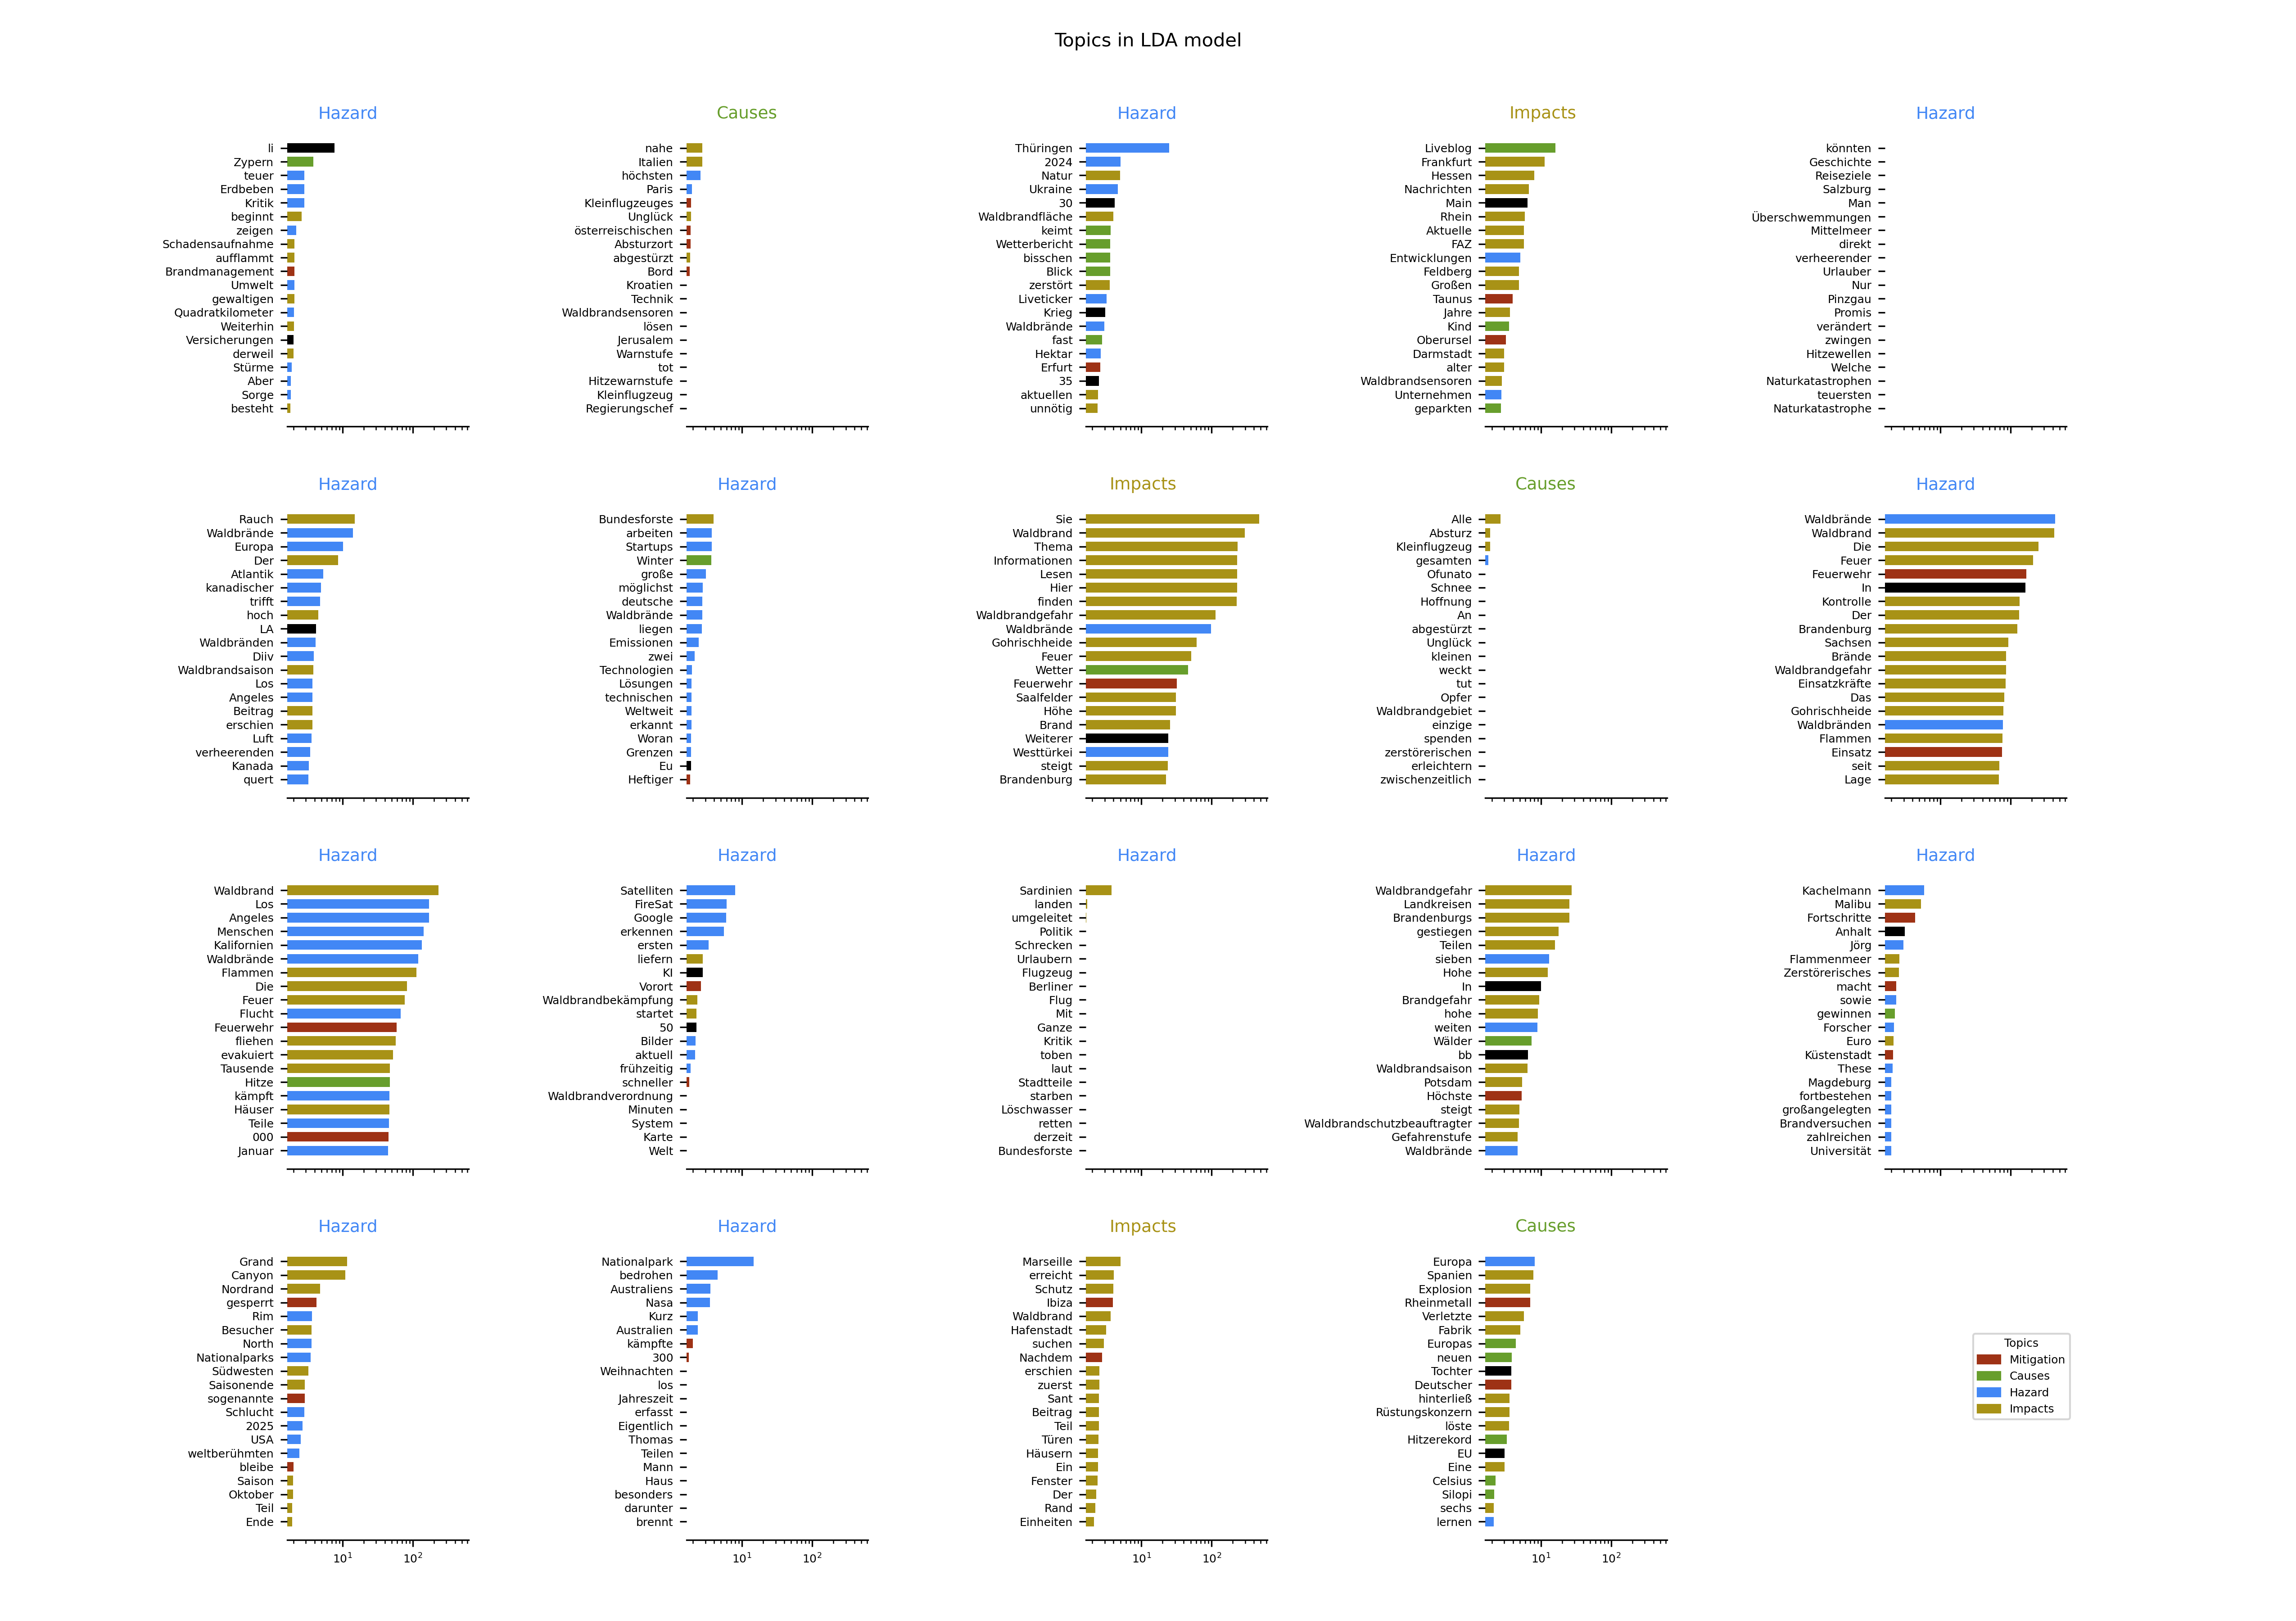 Topics in LDA model
Hazard
li
Zypern
teuer
Erdbeben
Kritik
beginnt
zeigen
Schadensaufnahme
aufflammt
Brandmanagement
Umwelt
gewaltigen
Quadratkilometer
Weiterhin
Versicherungen
derweil
Stürme
Aber
Sorge
besteht
Causes
nahe
Italien
höchsten
Paris
Kleinflugzeuges
Unglück
österreischischen
Absturzort
abgestürzt
Bord
Kroatien
Technik
Waldbrandsensoren
lösen
Jerusalem
Warnstufe
tot
Hitzewarnstufe
Kleinflugzeug
Regierungschef
Hazard
Thüringen
2024
Natur
Ukraine
30
Waldbrandfläche
keimt
Wetterbericht
bisschen
Blick
zerstört
Liveticker
Krieg
Waldbrände
fast
Hektar
Erfurt
35
aktuellen
unnötig
Impacts
Liveblog
Frankfurt
Hessen
Nachrichten
Main
Rhein
Aktuelle
FAZ
Entwicklungen
Feldberg
Großen
Taunus
Jahre
Kind
Oberursel
Darmstadt
alter
Waldbrandsensoren
Unternehmen
geparkten
Hazard
könnten
Geschichte
Reiseziele
Salzburg
Man
Überschwemmungen
Mittelmeer
direkt
verheerender
Urlauber
Nur
Pinzgau
Promis
verändert
zwingen
Hitzewellen
Welche
Naturkatastrophen
teuersten
Naturkatastrophe
Hazard
Rauch
Waldbrände
Europa
Der
Atlantik
kanadischer
trifft
hoch
LA
Waldbränden
Diiv
Waldbrandsaison
Los
Angeles
Beitrag
erschien
Luft
verheerenden
Kanada
quert
Hazard
Bundesforste
arbeiten
Startups
Winter
große
möglichst
deutsche
Waldbrände
liegen
Emissionen
zwei
Technologien
Lösungen
technischen
Weltweit
erkannt
Woran
Grenzen
Eu
Heftiger
Impacts
Sie
Waldbrand
Thema
Informationen
Lesen
Hier
finden
Waldbrandgefahr
Waldbrände
Gohrischheide
Feuer
Wetter
Feuerwehr
Saalfelder
Höhe
Brand
Weiterer
Westtürkei
steigt
Brandenburg
Causes
Alle
Absturz
Kleinflugzeug
gesamten
Ofunato
Schnee
Hoffnung
An
abgestürzt
Unglück
kleinen
weckt
tut
Opfer
Waldbrandgebiet
einzige
spenden
zerstörerischen
erleichtern
zwischenzeitlich
Hazard
Waldbrände
Waldbrand
Die
Feuer
Feuerwehr
In
Kontrolle
Der
Brandenburg
Sachsen
Brände
Waldbrandgefahr
Einsatzkräfte
Das
Gohrischheide
Waldbränden
Flammen
Einsatz
seit
Lage
Hazard
Waldbrand
Los
Angeles
Menschen
Kalifornien
Waldbrände
Flammen
Die
Feuer
Flucht
Feuerwehr
fliehen
evakuiert
Tausende
Hitze
kämpft
Häuser
Teile
000
Januar
Hazard
Satelliten
FireSat
Google
erkennen
ersten
liefern
KI
Vorort
Waldbrandbekämpfung
startet
50
Bilder
aktuell
frühzeitig
schneller
Waldbrandverordnung
Minuten
System
Karte
Welt
Hazard
Sardinien
landen
umgeleitet
Politik
Schrecken
Urlaubern
Flugzeug
Berliner
Flug
Mit
Ganze
Kritik
toben
laut
Stadtteile
starben
Löschwasser
retten
derzeit
Bundesforste
Hazard
Waldbrandgefahr
Landkreisen
Brandenburgs
gestiegen
Teilen
sieben
Hohe
In
Brandgefahr
hohe
weiten
Wälder
bb
Waldbrandsaison
Potsdam
Höchste
steigt
Waldbrandschutzbeauftragter
Gefahrenstufe
Waldbrände
Hazard
Kachelmann
Malibu
Fortschritte
Anhalt
Jörg
Flammenmeer
Zerstörerisches
macht
sowie
gewinnen
Forscher
Euro
Küstenstadt
These
Magdeburg
fortbestehen
großangelegten
Brandversuchen
zahlreichen
Universität
Hazard
Grand
Canyon
Nordrand
gesperrt
Rim
Besucher
North
Nationalparks
Südwesten
Saisonende
sogenannte
Schlucht
2025
USA
weltberühmten
bleibe
Saison
Oktober
Teil
Ende
10¹ 10²
Hazard
Nationalpark
bedrohen
Australiens
Nasa
Kurz
Australien
kämpfte
300
Weihnachten
los
Jahreszeit
erfasst
Eigentlich
Thomas
Teilen
Mann
Haus
besonders
darunter
brennt
10¹ 10²
Impacts
Marseille
erreicht
Schutz
Ibiza
Waldbrand
Hafenstadt
suchen
Nachdem
erschien
zuerst
Sant
Beitrag
Teil
Türen
Häusern
Ein
Fenster
Der
Rand
Einheiten
10¹ 10²
Causes
Europa
Spanien
Explosion
Rheinmetall
Verletzte
Fabrik
Europas
neuen
Tochter
Deutscher
hinterließ
Rüstungskonzern
löste
Hitzerekord
EU
Eine
Celsius
Silopi
sechs
lernen
10¹ 10²
Topics
Mitigation
Causes
Hazard
Impacts